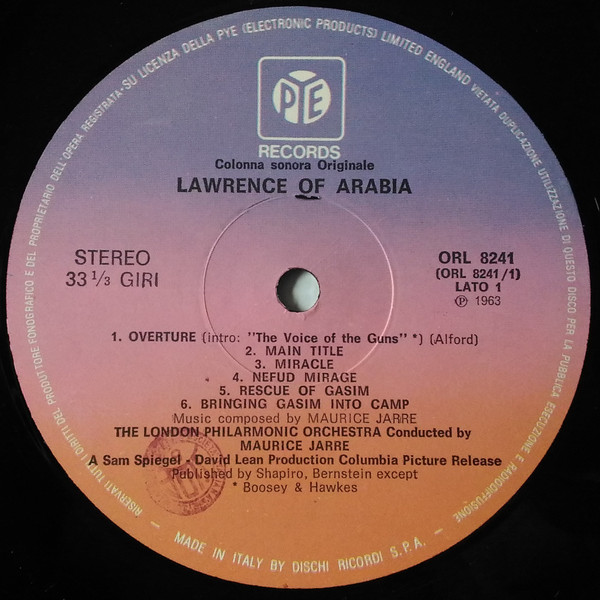 RISERVATI TUTTI I DIRITTI DEL PRODUTTORE FONOGRAFICO E DEL PROPRIETARIO DELL'OPERA REGISTRATA-SU LICENZA DELLA PYE (ELECTRONIC PRODUCTS) LIMITED ENGLAND VIETATA DUPLICAZIONE UTILIZZAZIONE DI QUESTO DISCO PER LA PUBBLICA ESECUZIONE E RADIODIFFUSIONE
PYE
RECORDS
Colonna sonora Originale
LAWRENCE OF ARABIA
STEREO
33 1/3 GIRI
ORL 8241
(ORL 8241/1)
LATO 1
℗ 1963
1. OVERTURE (intro: "The Voice of the Guns" *) (Alford)
2. MAIN TITLE
3. MIRACLE
4. NEFUD MIRAGE
5. RESCUE OF GASIM
6. BRINGING GASIM INTO CAMP
Music composed by MAURICE JARRE
THE LONDON PHILARMONIC ORCHESTRA Conducted by
MAURICE JARRE
A Sam Spiegel - David Lean Production Columbia Picture Release
Published by Shapiro, Bernstein except
* Boosey & Hawkes
— MADE IN ITALY BY DISCHI RICORDI S.P.A. —